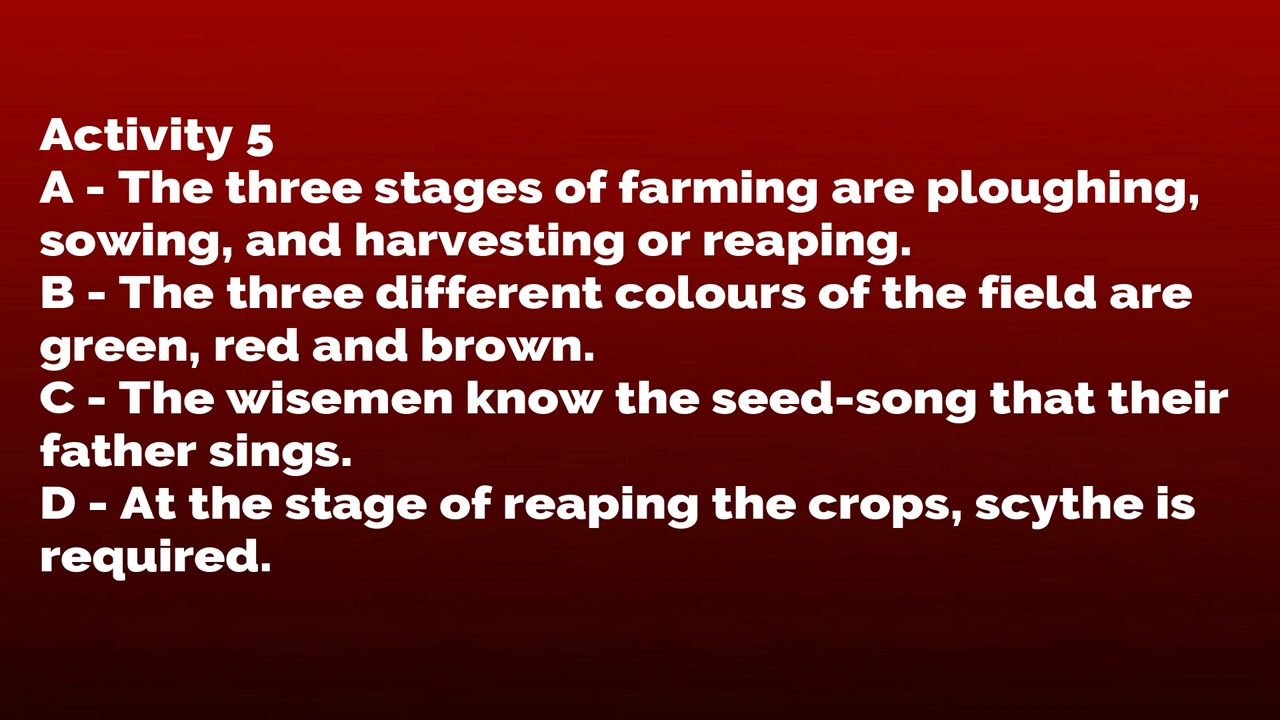 Activity 5
A - The three stages of farming are ploughing,
sowing, and harvesting or reaping.
B - The three different colours of the field are
green, red and brown.
C - The wisemen know the seed-song that their
father sings.
D - At the stage of reaping the crops, scythe is
required.